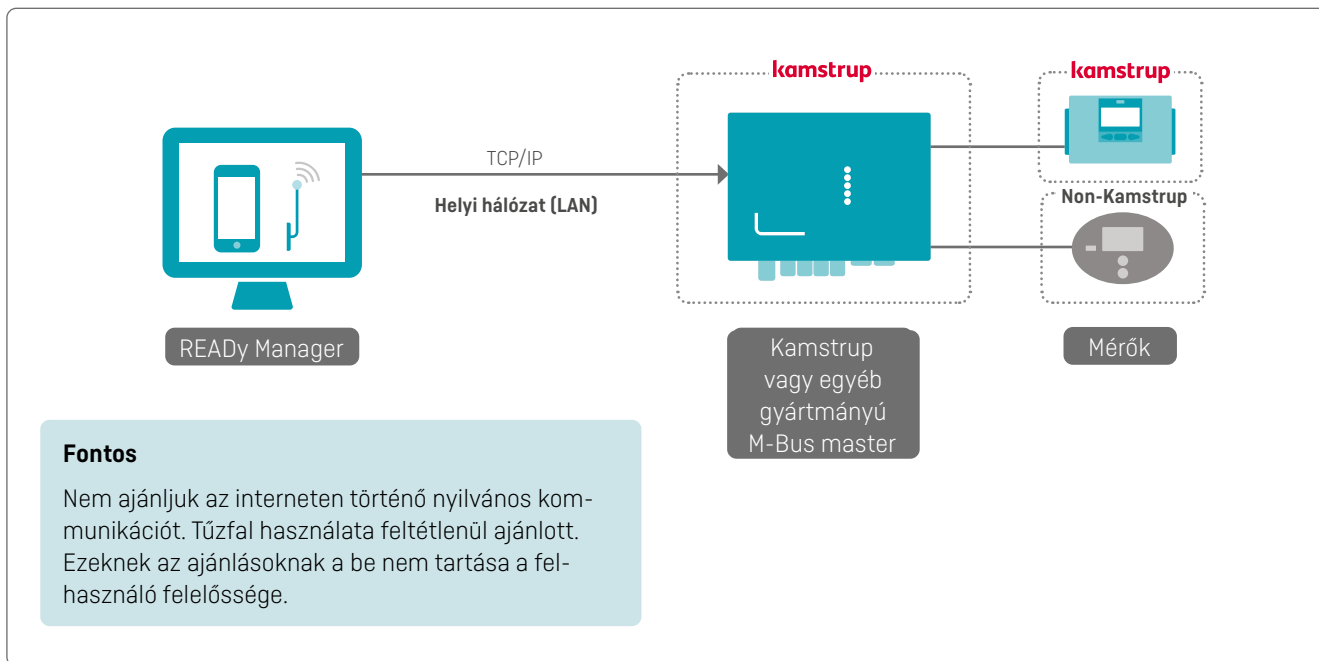 kamstrup
kamstrup
TCP/IP
Helyi hálózat (LAN)
Non-Kamstrup
READy Manager
Kamstrup
vagy egyéb
gyártmányú
M-Bus master
Mérők
Fontos
Nem ajánljuk az interneten történő nyilvános kom-
munikációt. Tűzfal használata feltétlenül ajánlott.
Ezeknek az ajánlásoknak a be nem tartása a fel-
használó felelőssége.